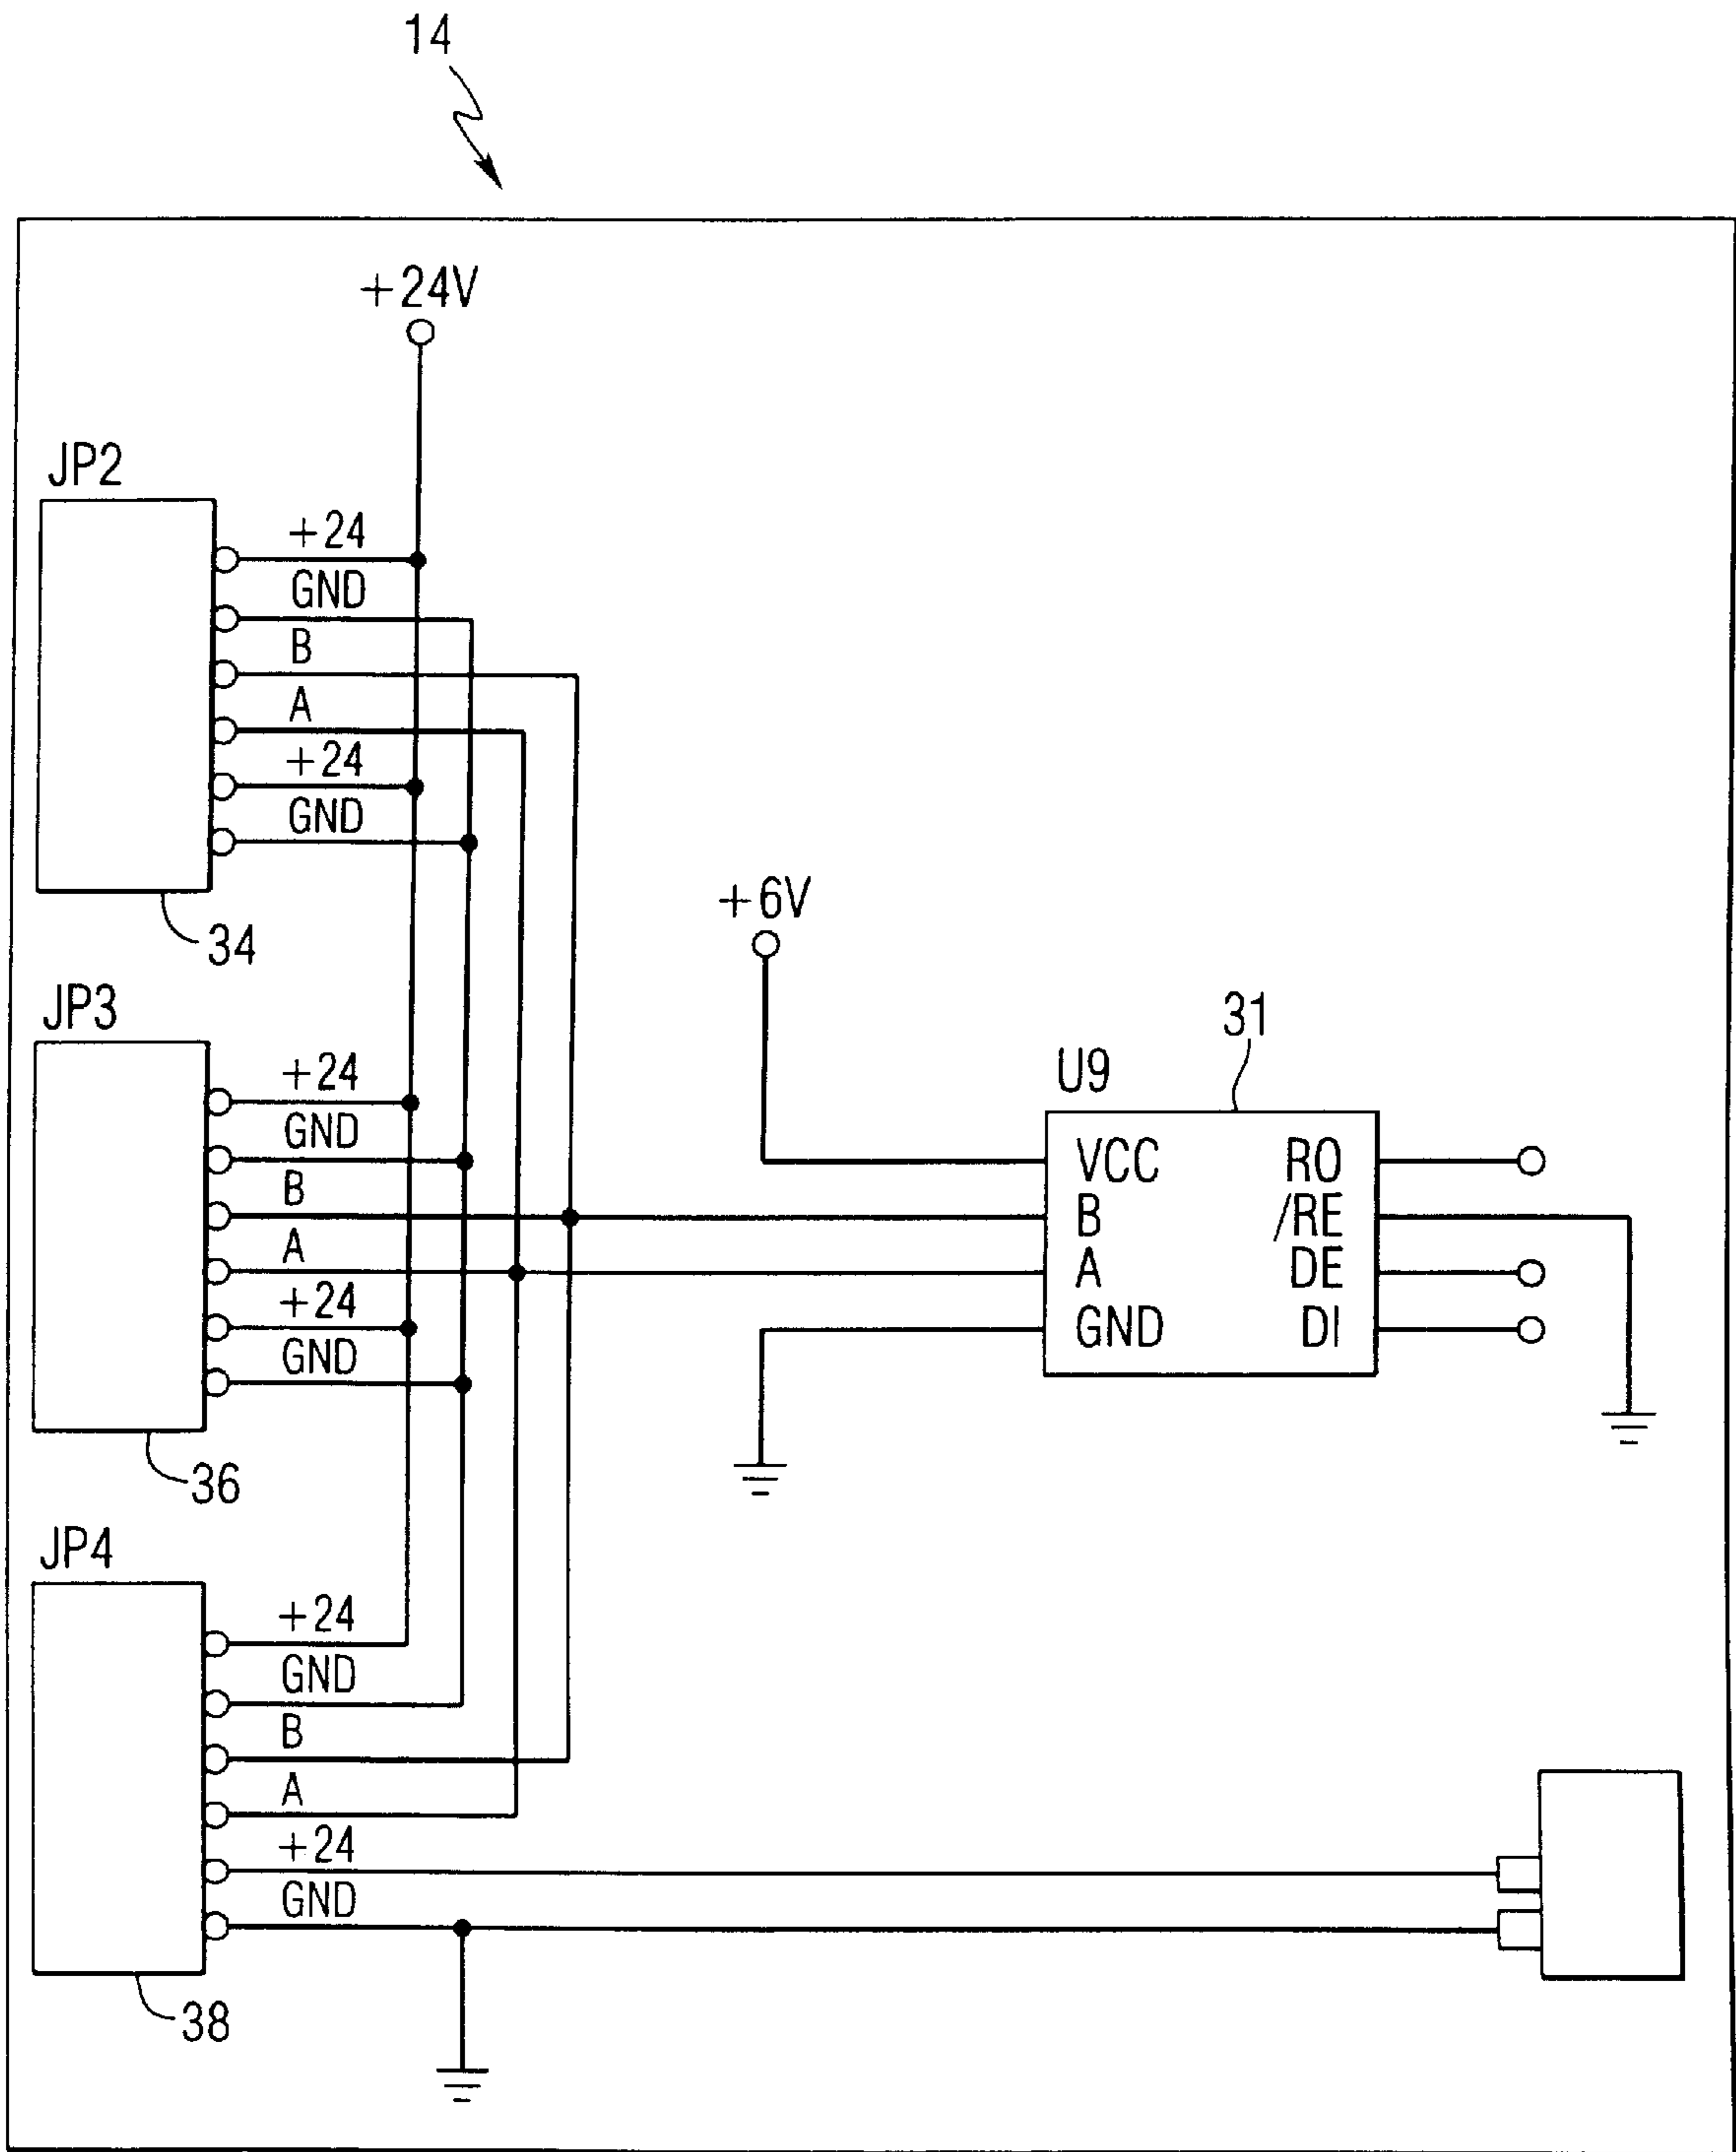 14
+24V
JP2
+24
GND
B
A
+24
GND
34
+6V
JP3
+24
GND
B
A
+24
GND
36
31
U9
VCC RO
B /RE
A DE
GND DI
JP4
+24
GND
B
A
+24
GND
38